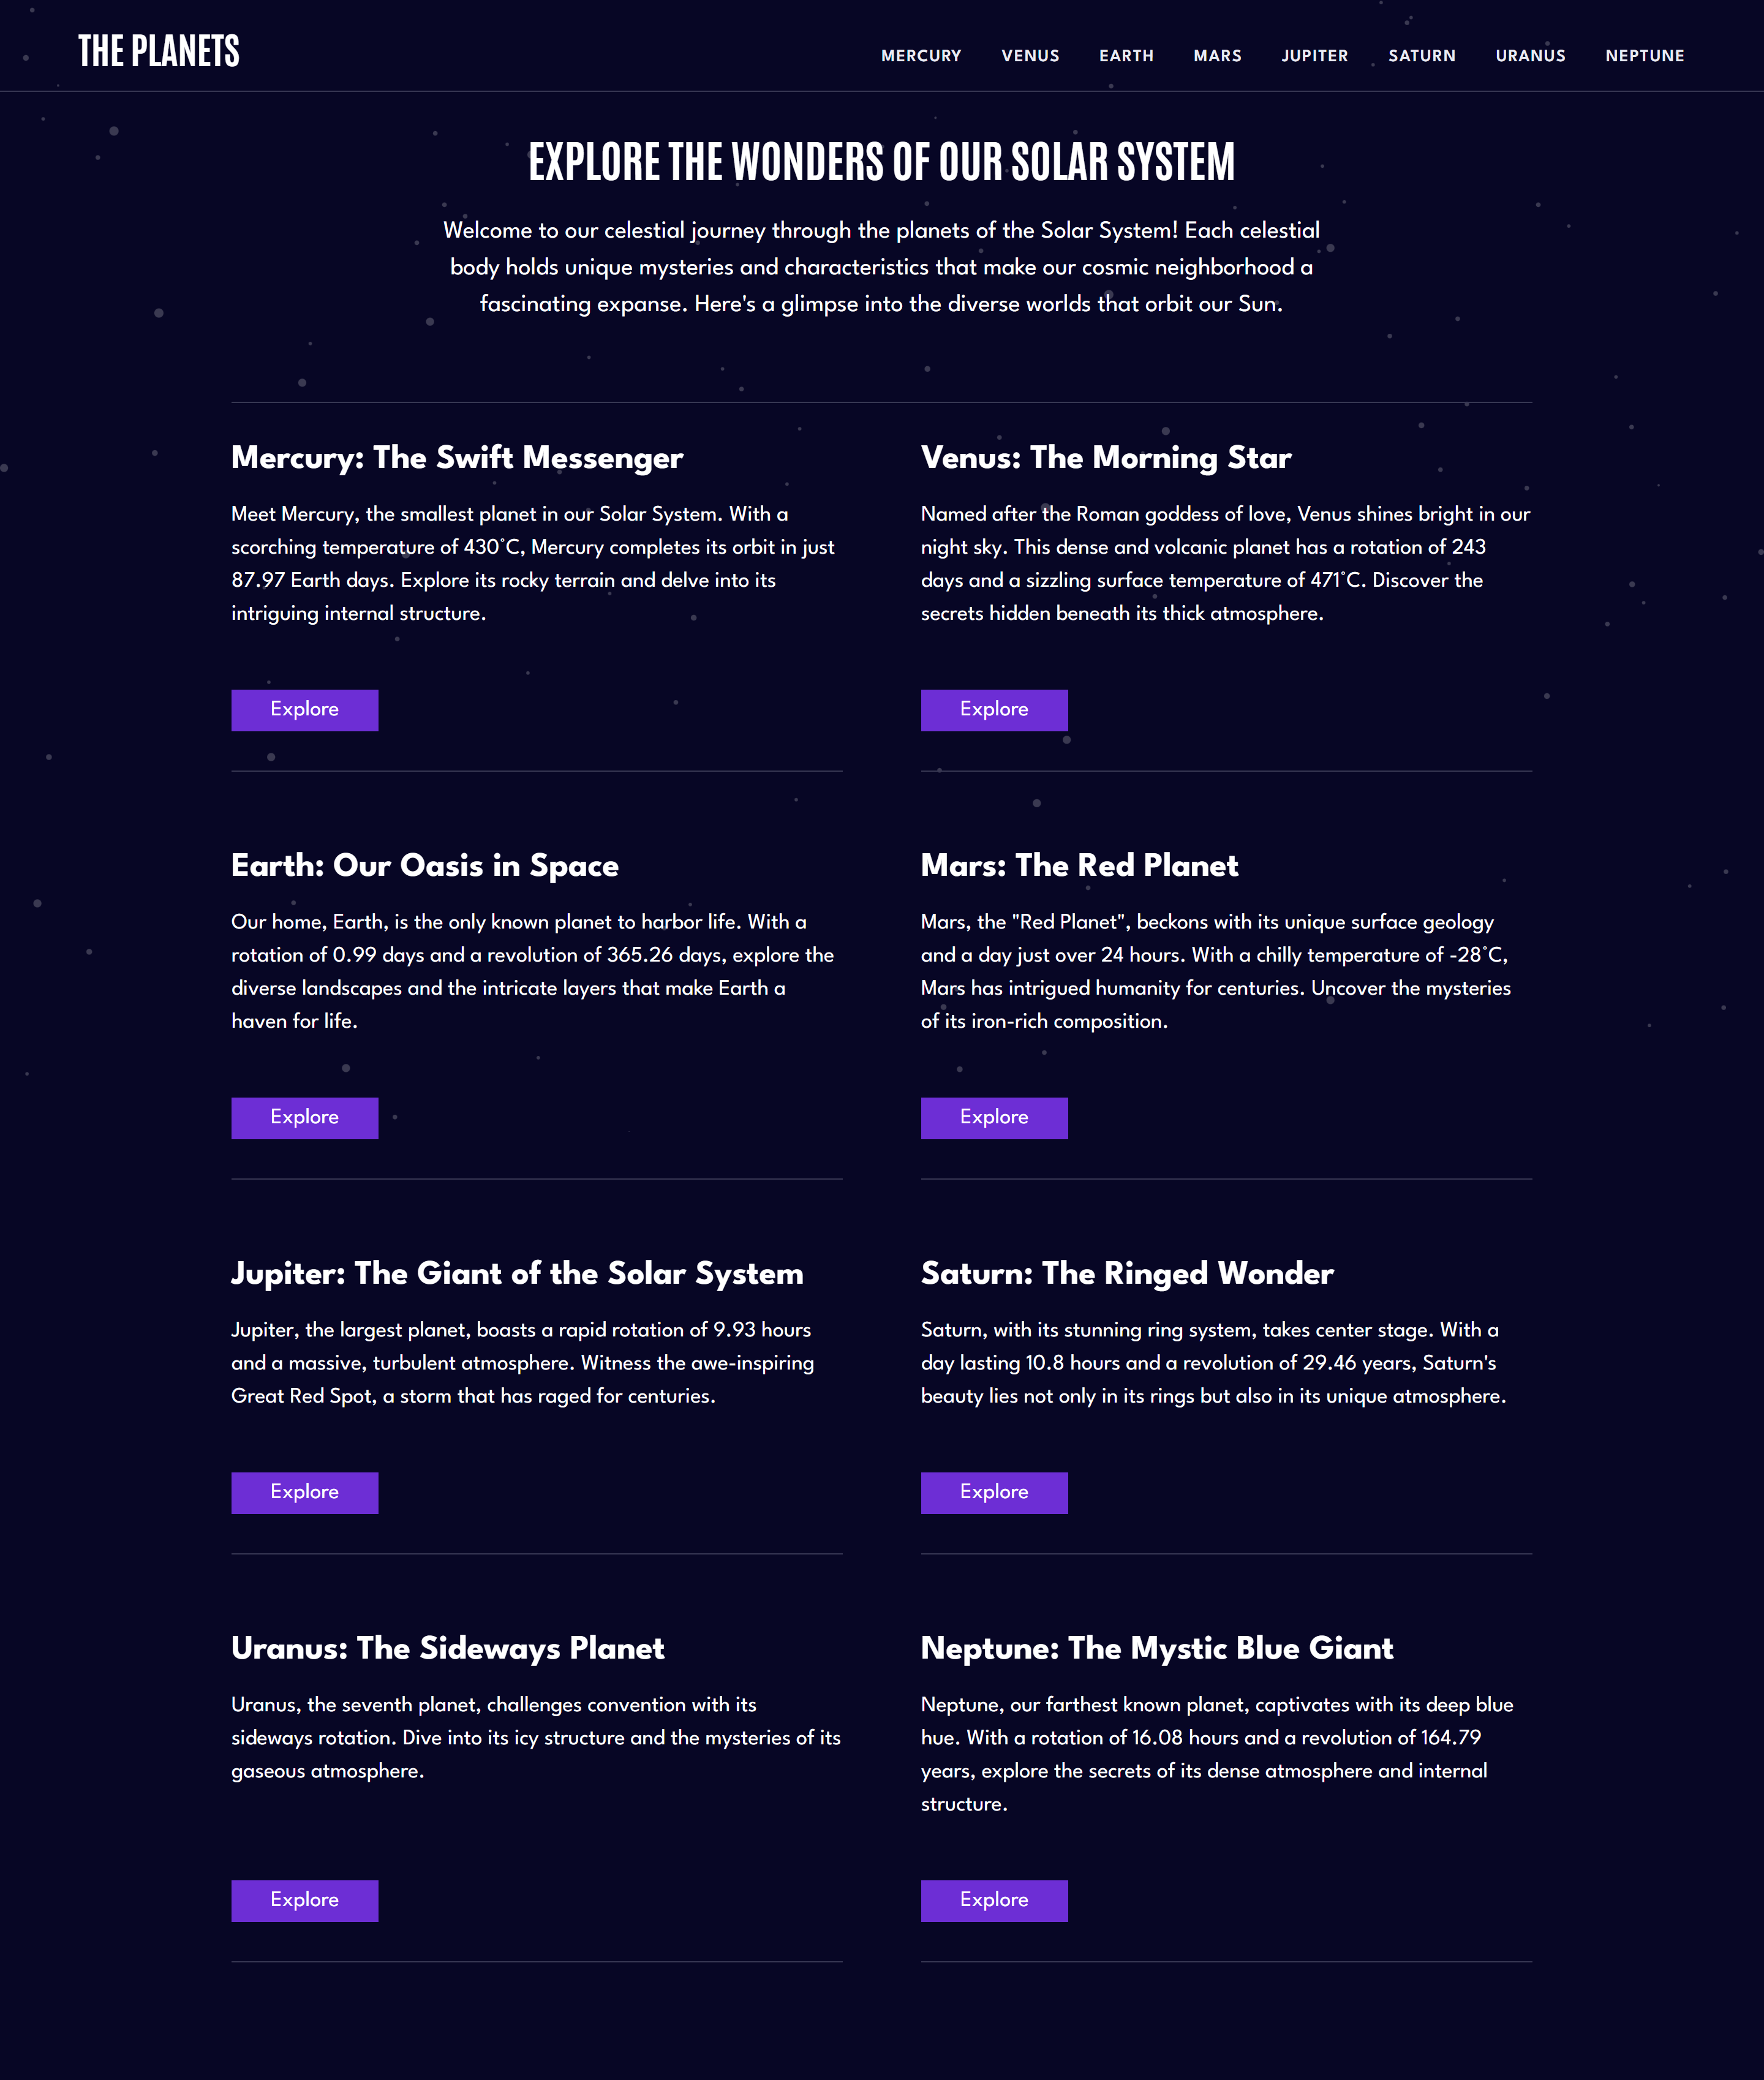 THE PLANETS
MERCURY VENUS EARTH MARS JUPITER SATURN URANUS NEPTUNE
EXPLORE THE WONDERS OF OUR SOLAR SYSTEM
Welcome to our celestial journey through the planets of the Solar System! Each celestial
body holds unique mysteries and characteristics that make our cosmic neighborhood a
fascinating expanse. Here's a glimpse into the diverse worlds that orbit our Sun.
Mercury: The Swift Messenger
Meet Mercury, the smallest planet in our Solar System. With a
scorching temperature of 430°C, Mercury completes its orbit in just
87.97 Earth days. Explore its rocky terrain and delve into its
intriguing internal structure.
Explore
Venus: The Morning Star
Named after the Roman goddess of love, Venus shines bright in our
night sky. This dense and volcanic planet has a rotation of 243
days and a sizzling surface temperature of 471°C. Discover the
secrets hidden beneath its thick atmosphere.
Explore
Earth: Our Oasis in Space
Our home, Earth, is the only known planet to harbor life. With a
rotation of 0.99 days and a revolution of 365.26 days, explore the
diverse landscapes and the intricate layers that make Earth a
haven for life.
Explore
Mars: The Red Planet
Mars, the "Red Planet", beckons with its unique surface geology
and a day just over 24 hours. With a chilly temperature of -28°C,
Mars has intrigued humanity for centuries. Uncover the mysteries
of its iron-rich composition.
Explore
Jupiter: The Giant of the Solar System
Jupiter, the largest planet, boasts a rapid rotation of 9.93 hours
and a massive, turbulent atmosphere. Witness the awe-inspiring
Great Red Spot, a storm that has raged for centuries.
Explore
Saturn: The Ringed Wonder
Saturn, with its stunning ring system, takes center stage. With a
day lasting 10.8 hours and a revolution of 29.46 years, Saturn's
beauty lies not only in its rings but also in its unique atmosphere.
Explore
Uranus: The Sideways Planet
Uranus, the seventh planet, challenges convention with its
sideways rotation. Dive into its icy structure and the mysteries of its
gaseous atmosphere.
Explore
Neptune: The Mystic Blue Giant
Neptune, our farthest known planet, captivates with its deep blue
hue. With a rotation of 16.08 hours and a revolution of 164.79
years, explore the secrets of its dense atmosphere and internal
structure.
Explore